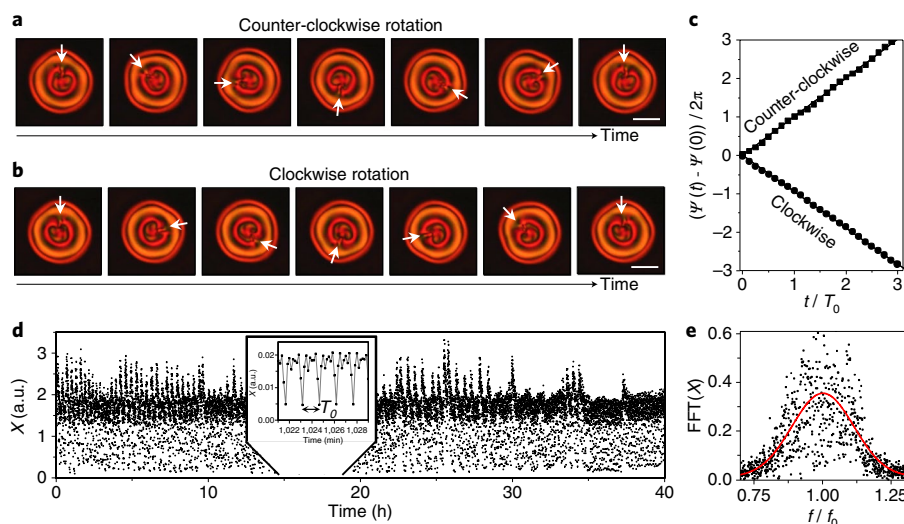 a
Counter-clockwise rotation
Time
b
Clockwise rotation
Time
c
3
2
1
0
−1
−2
−3
(Ψ(t) - Ψ(0)) / 2π
Counter-clockwise
Clockwise
0 1 2 3
t / T0
d
3
2
1
0
X (a.u.)
0.02
0.01
0.00
X (a.u.)
T0
1,022 1,024 1,026 1,028
Time (min)
0 10 20 30 40
Time (h)
e
0.6
0.4
0.2
0.0
FFT(X)
0.75 1.00 1.25
f / f0